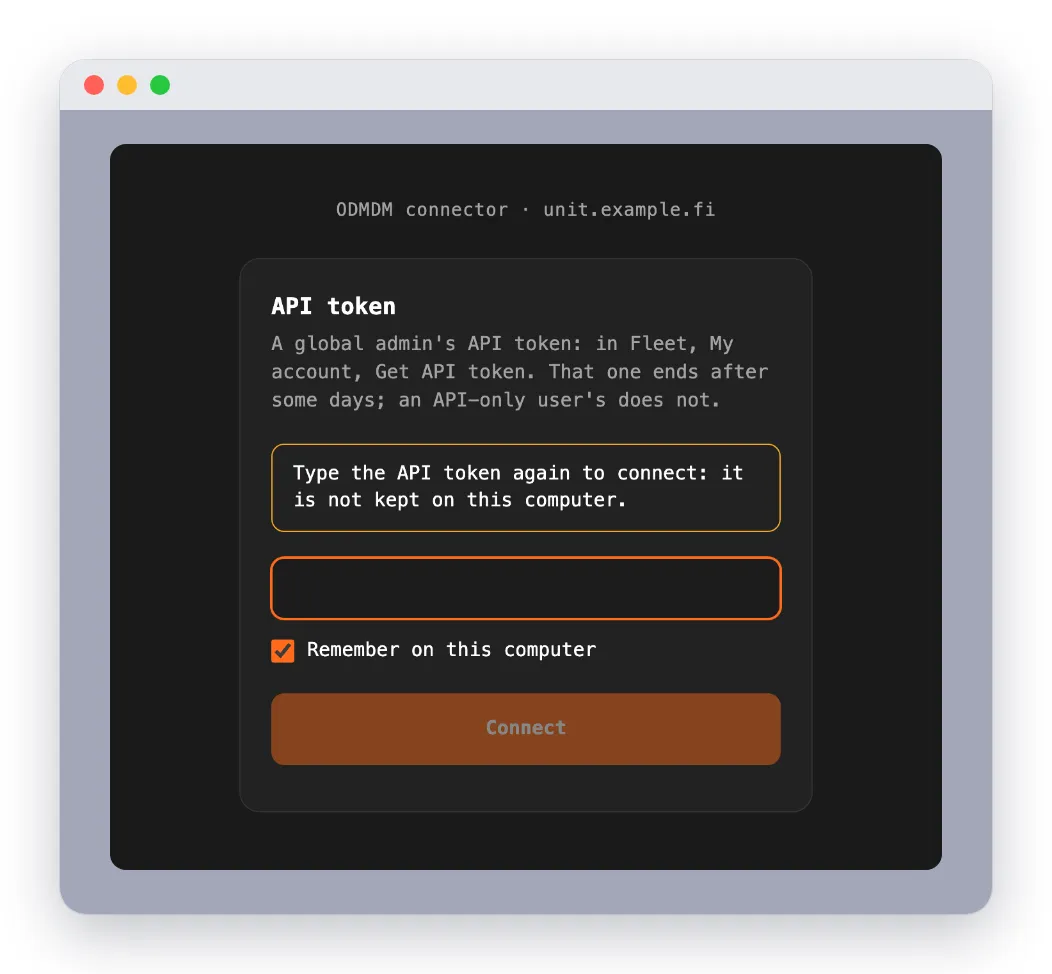 ODMDM connector · unit.example.fi
API token
A global admin's API token: in Fleet, My
account, Get API token. That one ends after
some days; an API-only user's does not.
Type the API token again to connect: it
is not kept on this computer.
Remember on this computer
Connect